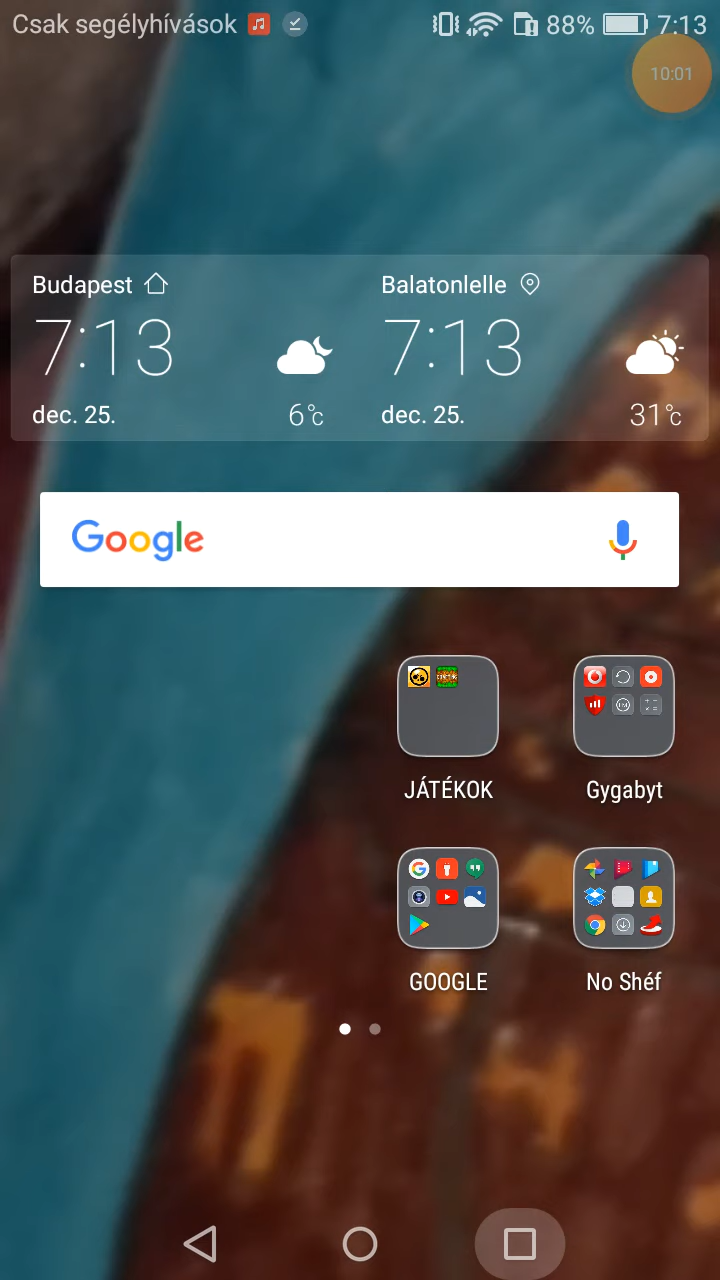 Csak segélyhívások 88% 7:13
10:01
Budapest Balatonlelle
7:13 7:13
dec. 25. 6°C dec. 25. 31°C
Google
JÁTÉKOK Gygabyt
GOOGLE No Shéf